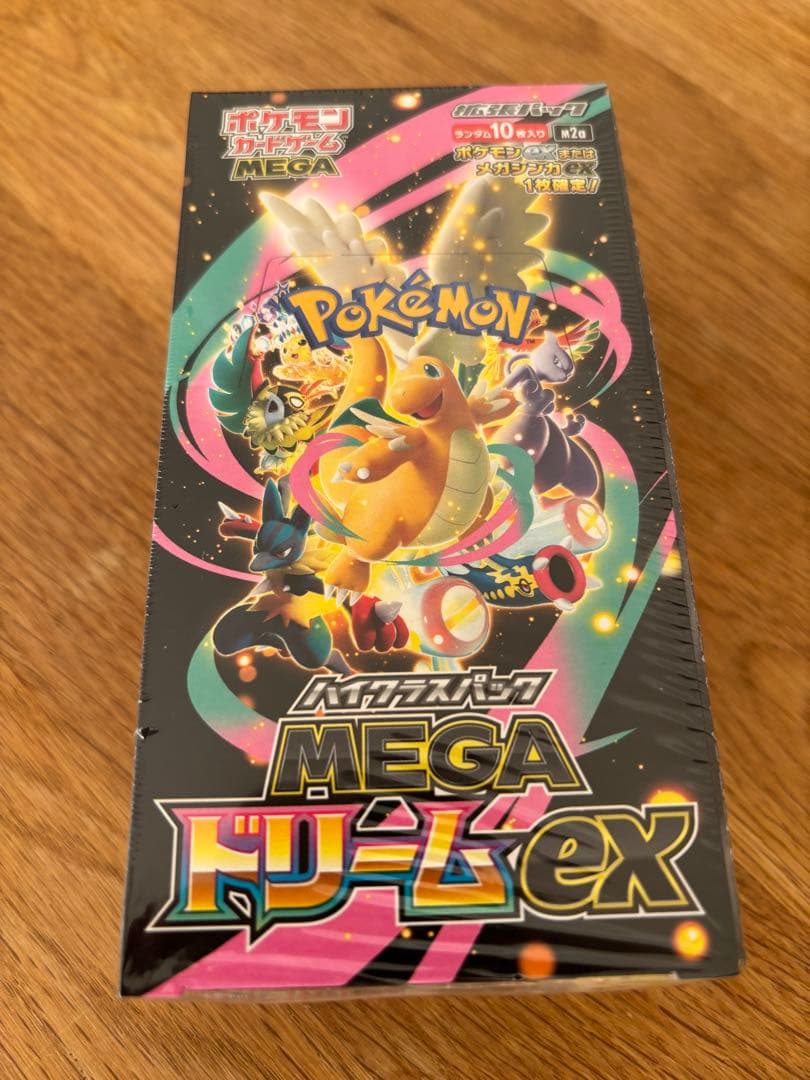 ポケモン
カードゲーム
MEGA
拡張パック
ランダム10枚入り M2a
ポケモンexまたは
メガシンカex
1枚確定!
POKéMON
TM
ハイクラスパック
MEGA
ドリームex